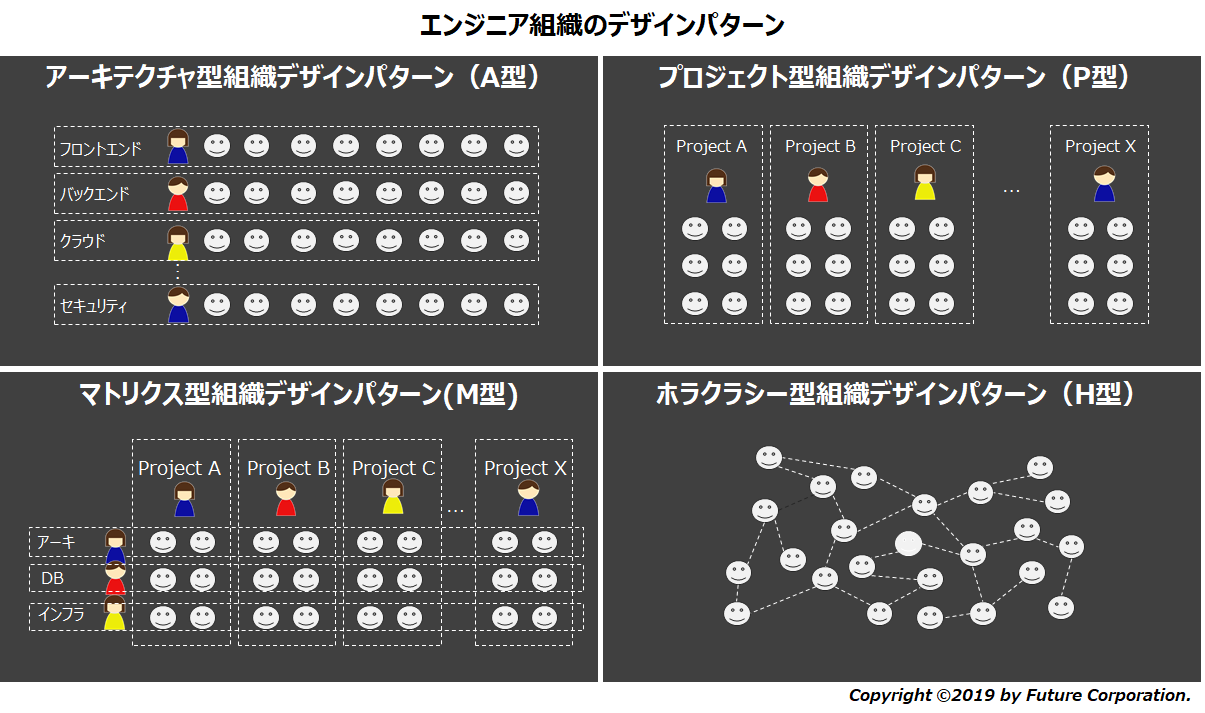 エンジニア組織のデザインパターン
アーキテクチャ型組織デザインパターン（A型）
フロントエンド
バックエンド
クラウド
⋮
セキュリティ
プロジェクト型組織デザインパターン（P型）
Project A
Project B
Project C
…
Project X
マトリクス型組織デザインパターン(M型)
Project A
Project B
Project C
…
Project X
アーキ
DB
インフラ
ホラクラシー型組織デザインパターン（H型）
Copyright ©2019 by Future Corporation.